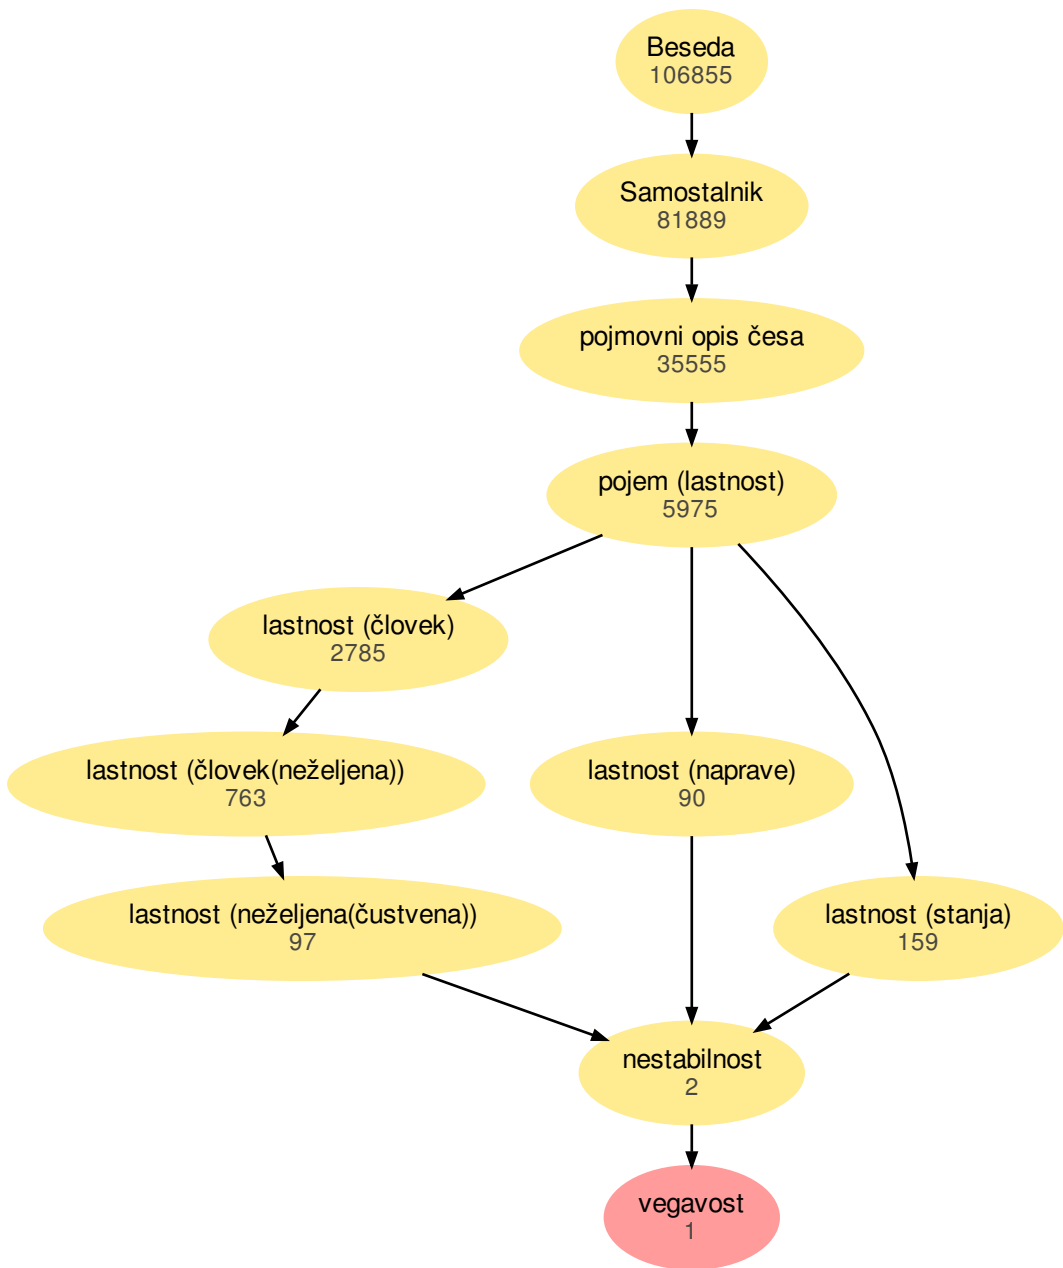 Beseda
106855
Samostalnik
81889
pojmovni opis česa
35555
pojem (lastnost)
5975
lastnost (človek)
2785
lastnost (človek(neželjena))
763
lastnost (naprave)
90
lastnost (neželjena(čustvena))
97
lastnost (stanja)
159
nestabilnost
2
vegavost
1